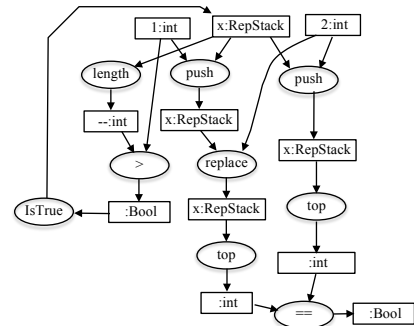 1:int x:RepStack 2:int
length push push
--:int x:RepStack
> replace x:RepStack
IsTrue :Bool x:RepStack top
top :int
:int == :Bool